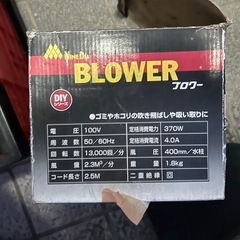 DIY
シリーズ
BLOWER
ブロワー
●ゴミやホコリの吹き飛ばしや吸い取りに
電圧 100V 定格消費電力 370W
周波数 50/60Hz 定格消費電流 4.0A
回転数 13,000回/分 風圧 400mm/水柱
風量 2.3M³/分 重量 1.8kg
コード長さ 2.5M 二重絶縁 回